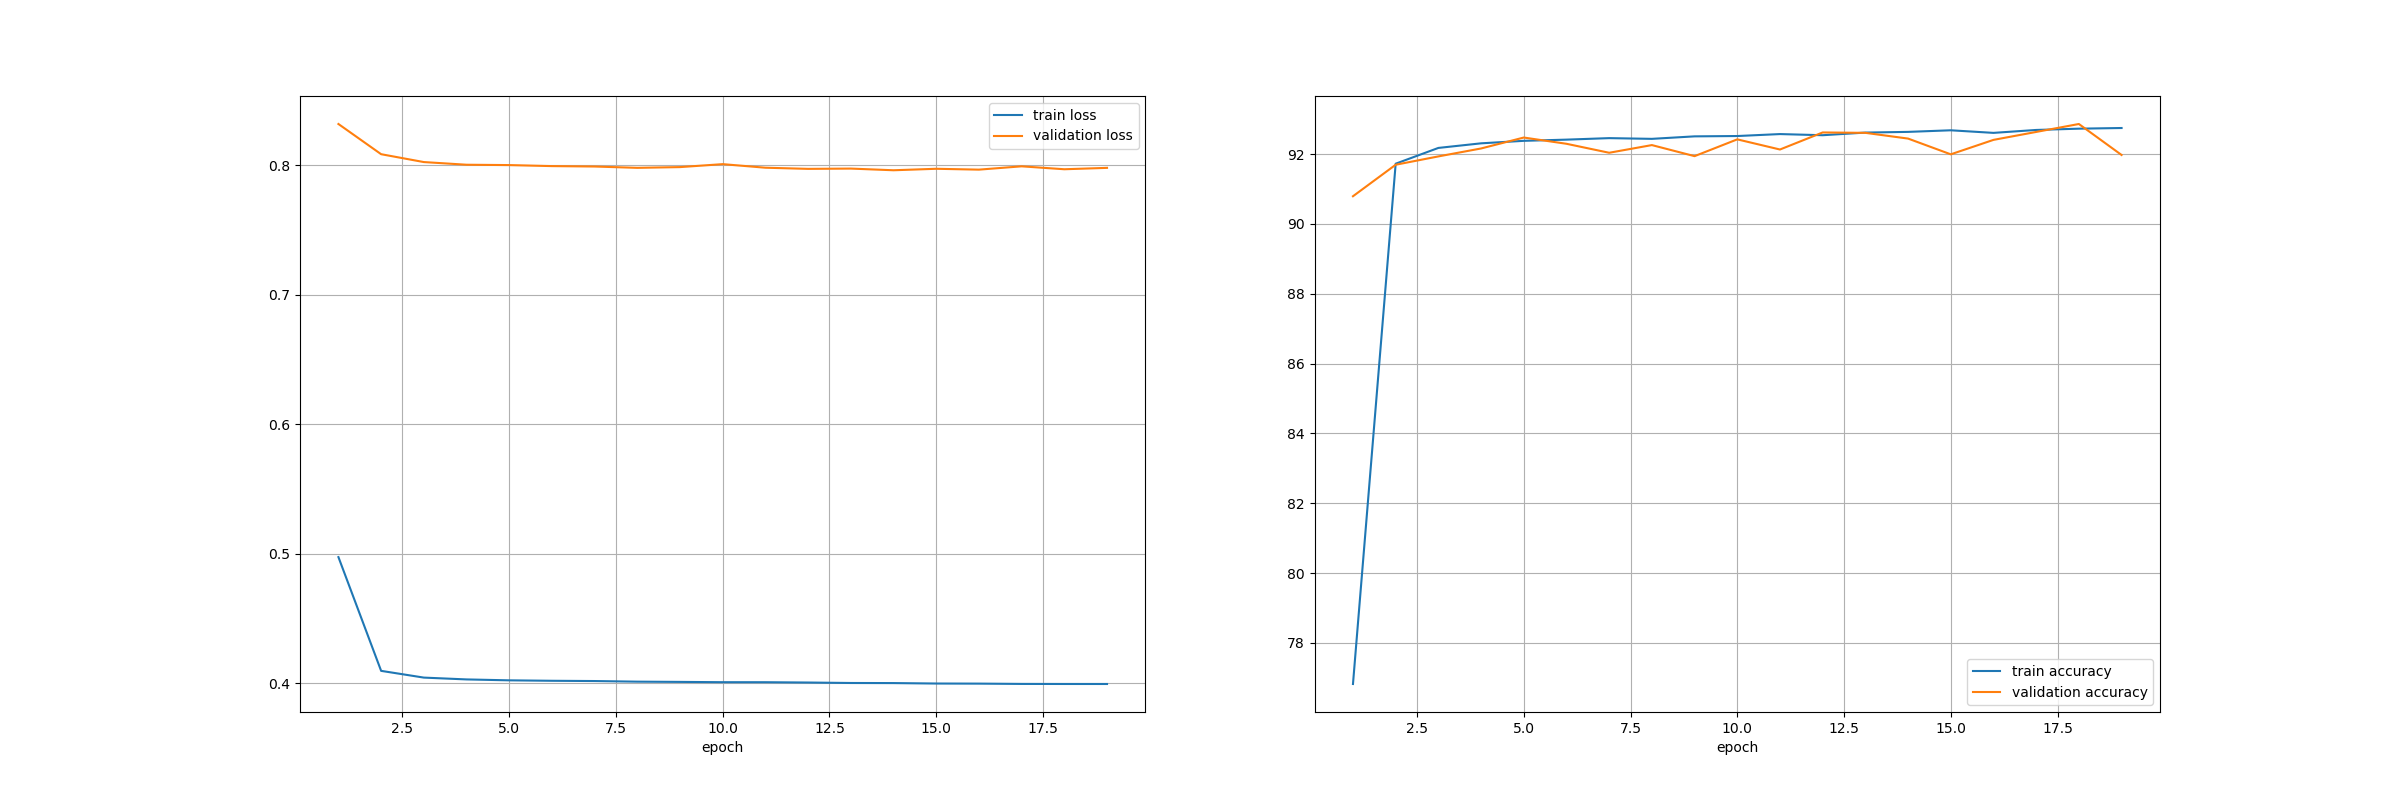 train loss
validation loss
0.8
0.7
0.6
0.5
0.4
2.5 5.0 7.5 10.0 12.5 15.0 17.5
epoch
92
90
88
86
84
82
80
78
train accuracy
validation accuracy
2.5 5.0 7.5 10.0 12.5 15.0 17.5
epoch